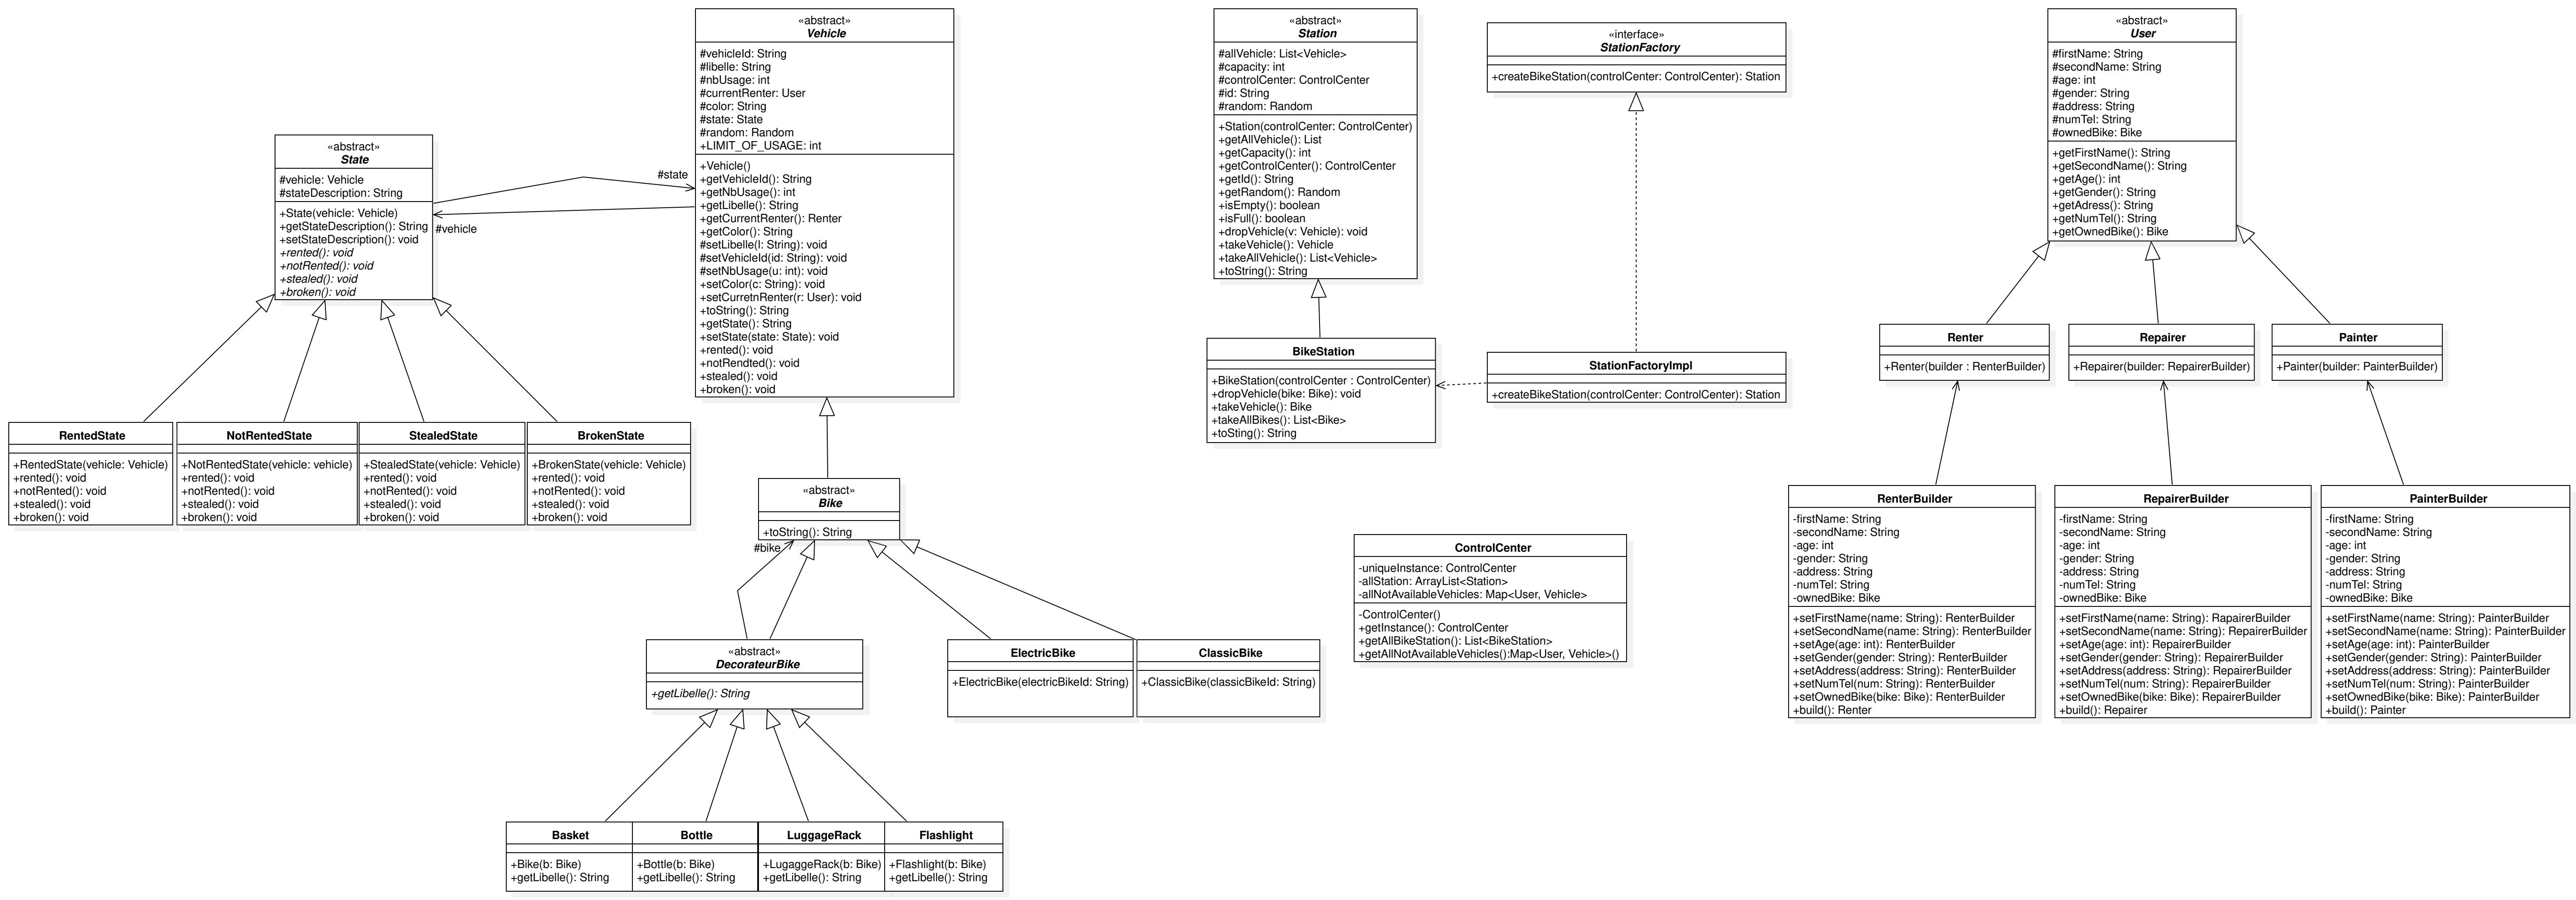 «abstract»
Vehicle
#vehicleId: String
#libelle: String
#nbUsage: int
#currentRenter: User
#color: String
#state: State
#random: Random
+LIMIT_OF_USAGE: int
+Vehicle()
+getVehicleId(): String
+getNbUsage(): int
+getLibelle(): String
+getCurrentRenter(): Renter
+getColor(): String
#setLibelle(l: String): void
#setVehicleId(id: String): void
#setNbUsage(u: int): void
+setColor(c: String): void
+setCurretnRenter(r: User): void
+toString(): String
+getState(): String
+setState(state: State): void
+rented(): void
+notRendted(): void
+stealed(): void
+broken(): void
«abstract»
State
#vehicle: Vehicle
#stateDescription: String
+State(vehicle: Vehicle)
+getStateDescription(): String
+setStateDescription(): void
+rented(): void
+notRented(): void
+stealed(): void
+broken(): void
#state
#vehicle
RentedState
+RentedState(vehicle: Vehicle)
+rented(): void
+notRented(): void
+stealed(): void
+broken(): void
NotRentedState
+NotRentedState(vehicle: vehicle)
+rented(): void
+notRented(): void
+stealed(): void
+broken(): void
StealedState
+StealedState(vehicle: Vehicle)
+rented(): void
+notRented(): void
+stealed(): void
+broken(): void
BrokenState
+BrokenState(vehicle: Vehicle)
+rented(): void
+notRented(): void
+stealed(): void
+broken(): void
«abstract»
Bike
+toString(): String
#bike
«abstract»
DecorateurBike
+getLibelle(): String
ElectricBike
+ElectricBike(electricBikeId: String)
ClassicBike
+ClassicBike(classicBikeId: String)
Basket
+Bike(b: Bike)
+getLibelle(): String
Bottle
+Bottle(b: Bike)
+getLibelle(): String
LuggageRack
+LugaggeRack(b: Bike)
+getLibelle(): String
Flashlight
+Flashlight(b: Bike)
+getLibelle(): String
«abstract»
Station
#allVehicle: List<Vehicle>
#capacity: int
#controlCenter: ControlCenter
#id: String
#random: Random
+Station(controlCenter: ControlCenter)
+getAllVehicle(): List
+getCapacity(): int
+getControlCenter(): ControlCenter
+getId(): String
+getRandom(): Random
+isEmpty(): boolean
+isFull(): boolean
+dropVehicle(v: Vehicle): void
+takeVehicle(): Vehicle
+takeAllVehicle(): List<Vehicle>
+toString(): String
«interface»
StationFactory
+createBikeStation(controlCenter: ControlCenter): Station
BikeStation
+BikeStation(controlCenter : ControlCenter)
+dropVehicle(bike: Bike): void
+takeVehicle(): Bike
+takeAllBikes(): List<Bike>
+toSting(): String
StationFactoryImpl
+createBikeStation(controlCenter: ControlCenter): Station
ControlCenter
-uniqueInstance: ControlCenter
-allStation: ArrayList<Station>
-allNotAvailableVehicles: Map<User, Vehicle>
-ControlCenter()
+getInstance(): ControlCenter
+getAllBikeStation(): List<BikeStation>
+getAllNotAvailableVehicles():Map<User, Vehicle>()
«abstract»
User
#firstName: String
#secondName: String
#age: int
#gender: String
#address: String
#numTel: String
#ownedBike: Bike
+getFirstName(): String
+getSecondName(): String
+getAge(): int
+getGender(): String
+getAdress(): String
+getNumTel(): String
+getOwnedBike(): Bike
Renter
+Renter(builder : RenterBuilder)
Repairer
+Repairer(builder: RepairerBuilder)
Painter
+Painter(builder: PainterBuilder)
RenterBuilder
-firstName: String
-secondName: String
-age: int
-gender: String
-address: String
-numTel: String
-ownedBike: Bike
+setFirstName(name: String): RenterBuilder
+setSecondName(name: String): RenterBuilder
+setAge(age: int): RenterBuilder
+setGender(gender: String): RenterBuilder
+setAddress(address: String): RenterBuilder
+setNumTel(num: String): RenterBuilder
+setOwnedBike(bike: Bike): RenterBuilder
+build(): Renter
RepairerBuilder
-firstName: String
-secondName: String
-age: int
-gender: String
-address: String
-numTel: String
-ownedBike: Bike
+setFirstName(name: String): RapairerBuilder
+setSecondName(name: String): RepairerBuilder
+setAge(age: int): RepairerBuilder
+setGender(gender: String): RepairerBuilder
+setAddress(address: String): RepairerBuilder
+setNumTel(num: String): RepairerBuilder
+setOwnedBike(bike: Bike): RepairerBuilder
+build(): Repairer
PainterBuilder
-firstName: String
-secondName: String
-age: int
-gender: String
-address: String
-numTel: String
-ownedBike: Bike
+setFirstName(name: String): PainterBuilder
+setSecondName(name: String): PainterBuilder
+setAge(age: int): PainterBuilder
+setGender(gender: String): PainterBuilder
+setAddress(address: String): PainterBuilder
+setNumTel(num: String): PainterBuilder
+setOwnedBike(bike: Bike): PainterBuilder
+build(): Painter